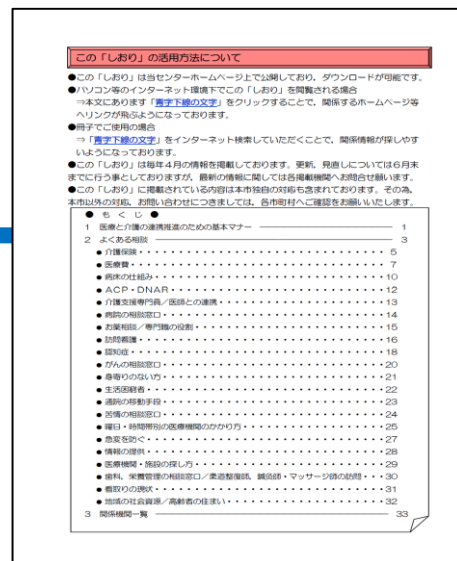 この「しおり」の活用方法について
●この「しおり」は当センターホームページ上で公開しており，ダウンロードが可能です。
●パソコン等のインターネット環境下でこの「しおり」を閲覧される場合
⇒本文にあります「青字下線の文字」をクリックすることで，関係するホームページ等
へリンクが飛ぶようになっております。
●冊子でご使用の場合
⇒「青字下線の文字」をインターネット検索していただくことで，関係情報が探しやす
いようになっております。
●この「しおり」は毎年４月の情報を掲載しております。更新，見直しについては６月末
までに行う事としておりますが，最新の情報に関しては各掲載機関へお問合せ願います。
●この「しおり」に掲載されている内容は本市独自の対応も含まれております。その為，
本市以外の対応，お問い合わせにつきましては，各市町村へご確認をお願いいたします。
● も く じ ●
1 医療と介護の連携推進のための基本マナー ―――― 1
2 よくある相談 ―――― 3
●介護保険・・・・・・・・・・5
●医療費・・・・・・・・・・7
●病床の仕組み・・・・・・・・・・10
●ＡＣＰ・ＤＮＡＲ・・・・・・・・・・12
●介護支援専門員／医師との連携・・・・・・・・・・13
●病院の相談窓口・・・・・・・・・・14
●お薬相談／専門職の役割・・・・・・・・・・15
●訪問看護・・・・・・・・・・16
●認知症・・・・・・・・・・18
●がんの相談窓口・・・・・・・・・・20
●身寄りのない方・・・・・・・・・・21
●生活困窮者・・・・・・・・・・22
●通院の移動手段・・・・・・・・・・23
●苦情の相談窓口・・・・・・・・・・24
●曜日・時間帯別の医療機関のかかり方・・・・・・・・・・25
●急変を防ぐ・・・・・・・・・・27
●情報の提供・・・・・・・・・・28
●医療機関・施設の探し方・・・・・・・・・・29
●歯科，栄養管理の相談窓口／柔道整復師，鍼灸師・マッサージ師の訪問・・・30
●看取りの現状・・・・・・・・・・31
●地域の社会資源／高齢者の住まい・・・・・・・・・・32
3 関係機関一覧 ―――― 33